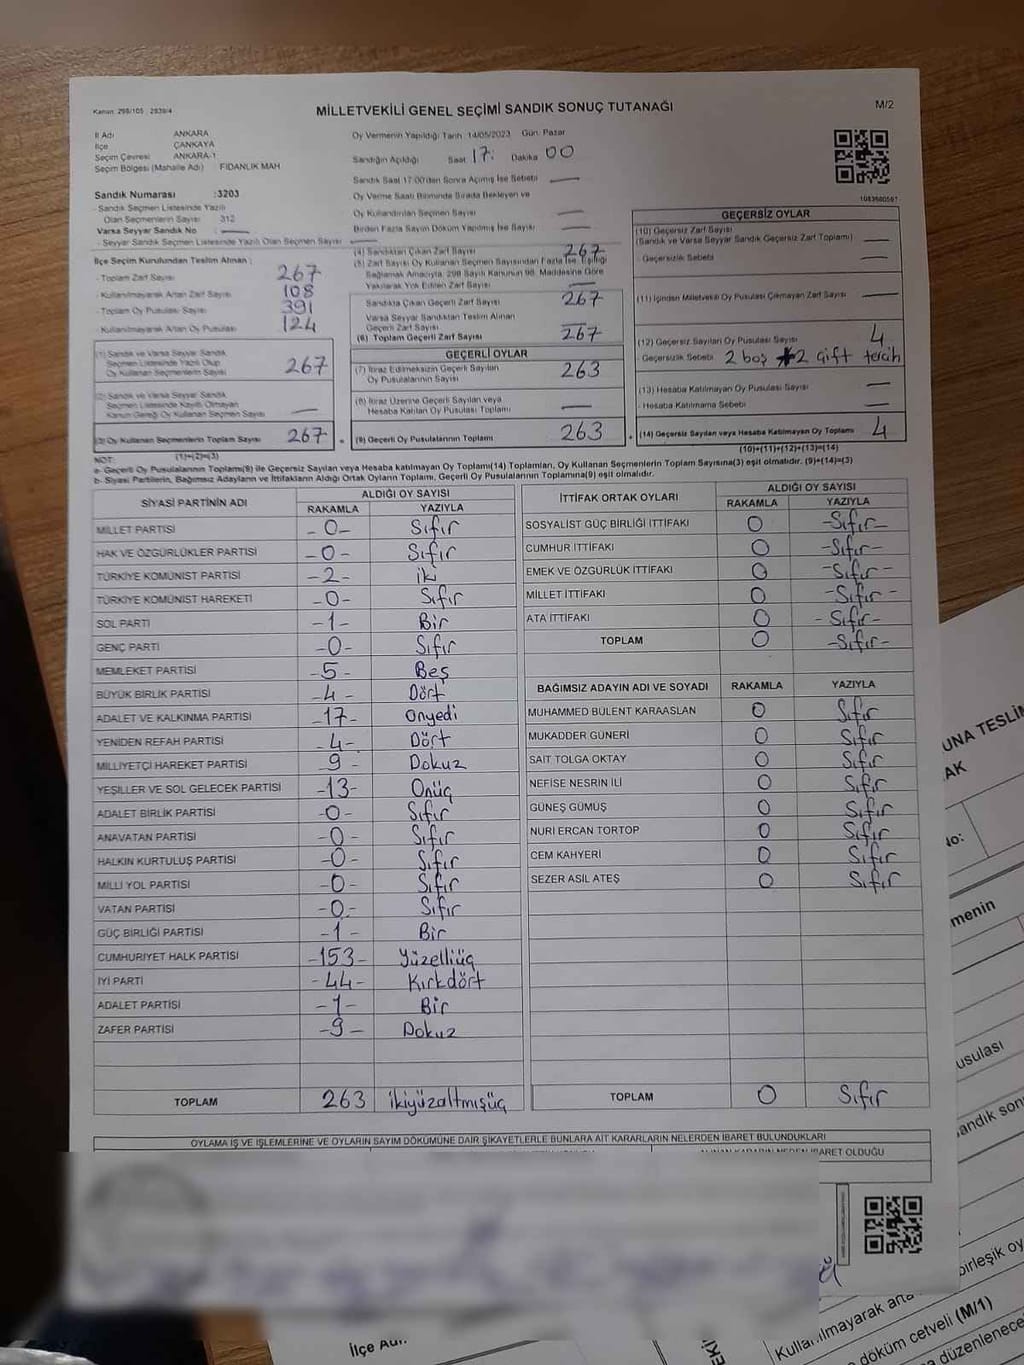 Kanun: 298/105 2839/4
MİLLETVEKİLİ GENEL SEÇİMİ SANDIK SONUÇ TUTANAĞI
M/2
İl Adı ANKARA
İlçe ÇANKAYA
Seçim Çevresi ANKARA-1
Seçim Bölgesi (Mahalle Adı) FİDANLIK MAH
Oy Vermenin Yapıldığı Tarih: 14/05/2023 Gün: Pazar
Sandığın Açıldığı Saat 17: Dakika 00
Sandık Saat 17:00'den Sonra Açılmış İse Sebebi —
Oy Verme Saati Bitiminde Sırada Bekleyen ve
Oy Kullandırılan Seçmen Sayısı —
Birden Fazla Sayım Döküm Yapılmış İse Sayısı —
Sandık Numarası :3203
- Sandık Seçmen Listesinde Yazılı
Olan Seçmenlerin Sayısı 312
Varsa Seyyar Sandık No —
- Seyyar Sandık Seçmen Listesinde Yazılı Olan Seçmen Sayısı —
İlçe Seçim Kurulundan Teslim Alınan :
- Toplam Zarf Sayısı 267
- Kullanılmayarak Artan Zarf Sayısı 108
- Toplam Oy Pusulası Sayısı 391
- Kullanılmayarak Artan Oy Pusulası 124
(1) Sandık ve Varsa Seyyar Sandık
Seçmen Listesinde Yazılı Olup
Oy Kullanan Seçmenlerin Sayısı 267
(2) Sandık ve Varsa Seyyar Sandık
Seçmen Listesinde Kayıtlı Olmayan
Kanun Gereği Oy Kullanan Seçmen Sayısı —
(3) Oy Kullanan Seçmenlerin Toplam Sayısı 267
(1)+(2)=(3)
(4) Sandıktan Çıkan Zarf Sayısı 267
(5) Zarf Sayısı Oy Kullanan Seçmen Sayısından Fazla İse, Eşitliği
Sağlamak Amacıyla, 298 Sayılı Kanunun 98. Maddesine Göre
Yakılarak Yok Edilen Zarf Sayısı —
Sandıkta Çıkan Geçerli Zarf Sayısı 267
Varsa Seyyar Sandıktan Teslim Alınan
Geçerli Zarf Sayısı —
(6) Toplam Geçerli Zarf Sayısı 267
GEÇERLİ OYLAR
(7) İtiraz Edilmeksizin Geçerli Sayılan
Oy Pusulalarının Sayısı 263
(8) İtiraz Üzerine Geçerli Sayılan veya
Hesaba Katılan Oy Pusulaları Toplamı —
(9) Geçerli Oy Pusulalarının Toplamı 263
1083680597
GEÇERSİZ OYLAR
(10) Geçersiz Zarf Sayısı
(Sandık ve Varsa Seyyar Sandık Geçersiz Zarf Toplamı) —
- Geçersizlik Sebebi —
(11) İçinden Milletvekili Oy Pusulası Çıkmayan Zarf Sayısı —
(12) Geçersiz Sayılan Oy Pusulası Sayısı 4
- Geçersizlik Sebebi 2 boş 2 çift tercih
(13) Hesaba Katılmayan Oy Pusulası Sayısı —
- Hesaba Katılmama Sebebi —
(14) Geçersiz Sayılan veya Hesaba Katılmayan Oy Toplamı 4
(10)+(11)+(12)+(13)=(14)
NOT:
a- Geçerli Oy Pusulalarının Toplamı(9) ile Geçersiz Sayılan veya Hesaba katılmayan Oy Toplamı(14) Toplamları, Oy Kullanan Seçmenlerin Toplam Sayısına(3) eşit olmalıdır. (9)+(14)=(3)
b- Siyasi Partilerin, Bağımsız Adayların ve İttifakların Aldığı Ortak Oyların Toplamı, Geçerli Oy Pusulalarının Toplamına(9) eşit olmalıdır.
SİYASİ PARTİNİN ADI ALDIĞI OY SAYISI
RAKAMLA YAZIYLA
MİLLET PARTİSİ -0- Sıfır
HAK VE ÖZGÜRLÜKLER PARTİSİ -0- Sıfır
TÜRKİYE KOMÜNİST PARTİSİ -2- iki
TÜRKİYE KOMÜNİST HAREKETİ -0- Sıfır
SOL PARTİ -1- Bir
GENÇ PARTİ -0- Sıfır
MEMLEKET PARTİSİ -5- Beş
BÜYÜK BİRLİK PARTİSİ -4- Dört
ADALET VE KALKINMA PARTİSİ -17- Onyedi
YENİDEN REFAH PARTİSİ -4- Dört
MİLLİYETÇİ HAREKET PARTİSİ -9- Dokuz
YEŞİLLER VE SOL GELECEK PARTİSİ -13- Onüç
ADALET BİRLİK PARTİSİ -0- Sıfır
ANAVATAN PARTİSİ -0- Sıfır
HALKIN KURTULUŞ PARTİSİ -0- Sıfır
MİLLİ YOL PARTİSİ -0- Sıfır
VATAN PARTİSİ -0- Sıfır
GÜÇ BİRLİĞİ PARTİSİ -1- Bir
CUMHURİYET HALK PARTİSİ -153- Yüzelliüç
İYİ PARTİ -44- Kırkdört
ADALET PARTİSİ -1- Bir
ZAFER PARTİSİ -9- Dokuz
TOPLAM 263 ikiyüzaltmışüç
İTTİFAK ORTAK OYLARI ALDIĞI OY SAYISI
RAKAMLA YAZIYLA
SOSYALİST GÜÇ BİRLİĞİ İTTİFAKI 0 -Sıfır-
CUMHUR İTTİFAKI 0 -Sıfır-
EMEK VE ÖZGÜRLÜK İTTİFAKI 0 -Sıfır-
MİLLET İTTİFAKI 0 -Sıfır-
ATA İTTİFAKI 0 -Sıfır-
TOPLAM 0 -Sıfır-
BAĞIMSIZ ADAYIN ADI VE SOYADI RAKAMLA YAZIYLA
MUHAMMED BÜLENT KARAASLAN 0 Sıfır
MUKADDER GÜNERİ 0 Sıfır
SAİT TOLGA OKTAY 0 Sıfır
NEFİSE NESRİN İLİ 0 Sıfır
GÜNEŞ GÜMÜŞ 0 Sıfır
NURİ ERCAN TORTOP 0 Sıfır
CEM KAHYERİ 0 Sıfır
SEZER ASİL ATEŞ 0 Sıfır
TOPLAM 0 Sıfır
OYLAMA İŞ VE İŞLEMLERİNE VE OYLARIN SAYIM DÖKÜMÜNE DAİR ŞİKAYETLERLE BUNLARA AİT KARARLARIN NELERDEN İBARET BULUNDUKLARI
İBARET OLDUĞU
UNA TESLİM
AK
No:
menin
usulası
andık son
birleşik oy
Kullanılmayarak arta
döküm cetveli (M/1)
düzenlenece
İlçe Adı